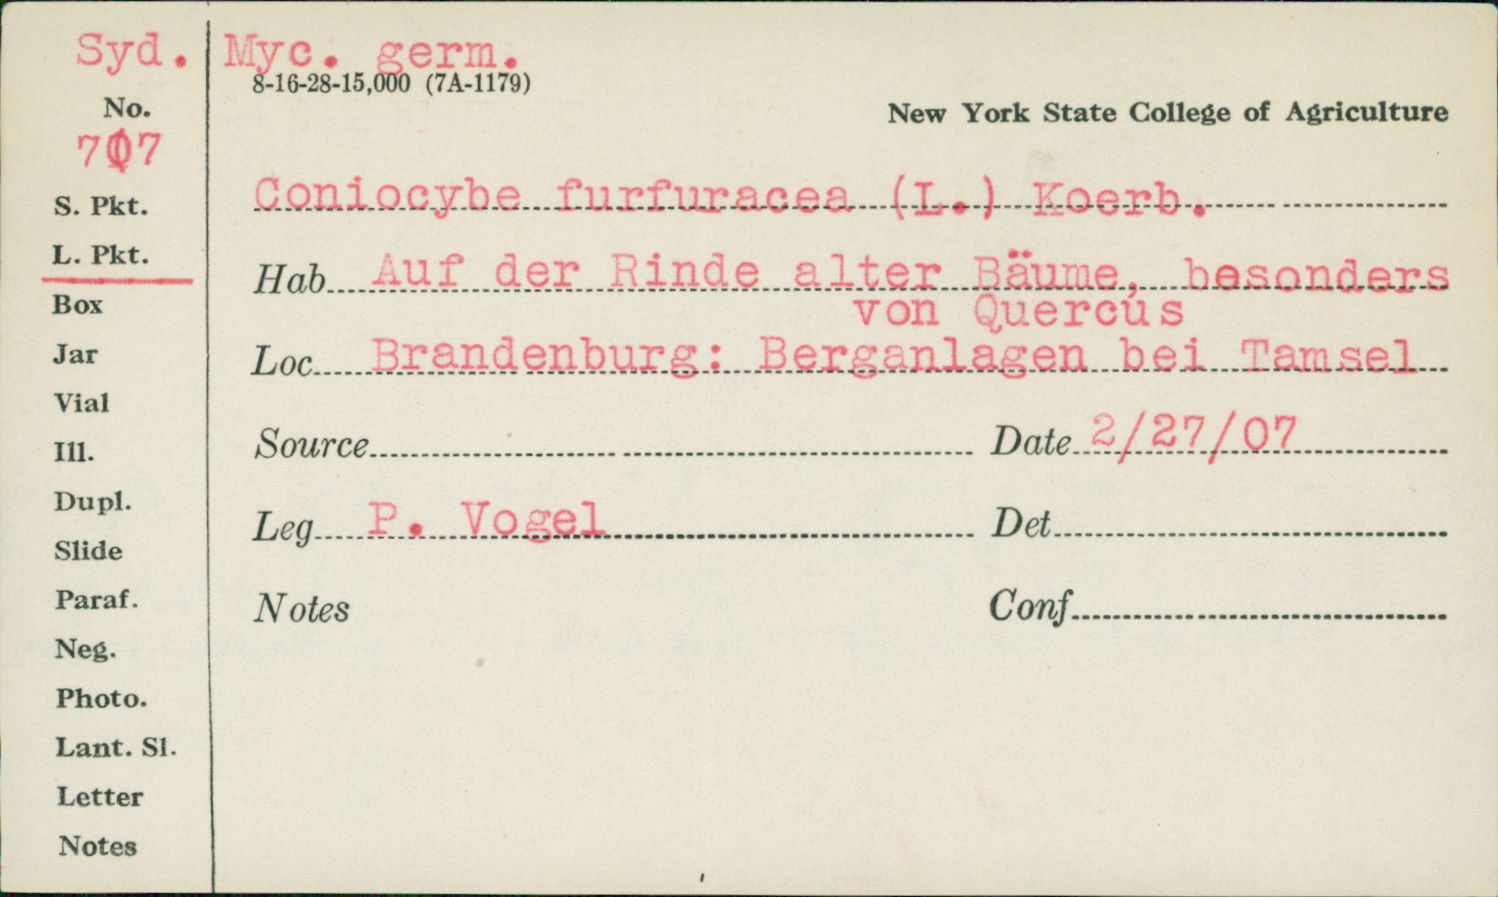 Syd. Myc. germ.
8-16-28-15,000 (7A-1179)
No.
New York State College of Agriculture
717
Coniocybe furfuracea (L.) Koerb.
S. Pkt.
L. Pkt.
Hab. Auf der Rinde alter Bäume, besonders
von Quercus
Box
Jar
Loc. Brandenburg: Berganlagen bei Tamsel
Vial
Ill.
Source Date 2/27/07
Dupl.
Leg. P. Vogel Det.
Slide
Paraf.
Notes Conf.
Neg.
Photo.
Lant. Sl.
Letter
Notes